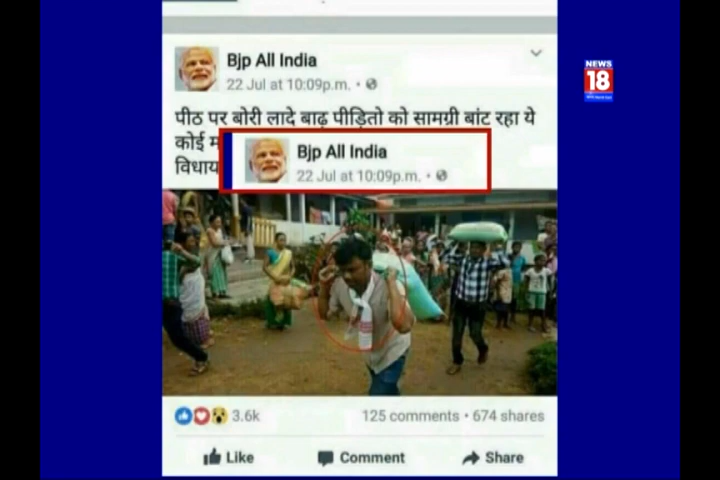 Bjp All India
22 Jul at 10:09p.m.
NEWS
18
पीठ पर बोरी लादे बाढ़ पीड़ितो को सामग्री बांट रहा ये
कोई
विधाय
Bjp All India
22 Jul at 10:09p.m.
3.6k
125 comments • 674 shares
Like
Comment
Share